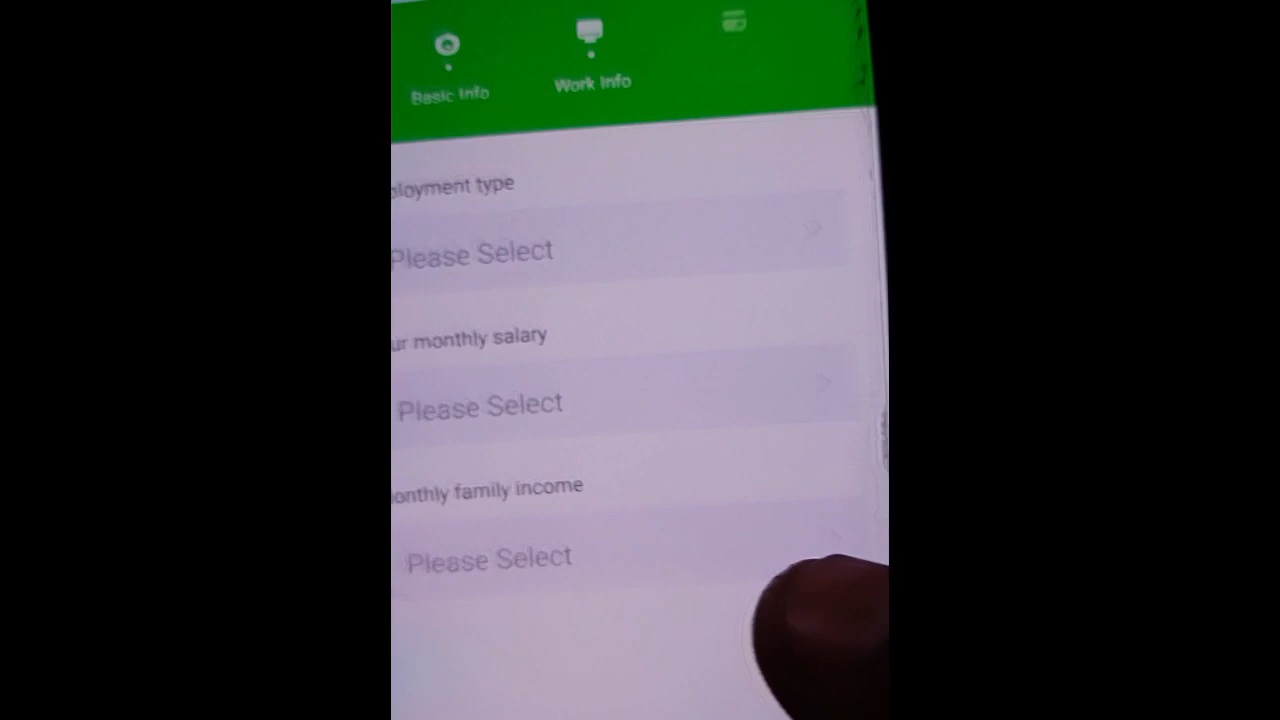 Basic Info
Work Info
ployment type
Please Select
ur monthly salary
Please Select
onthly family income
Please Select